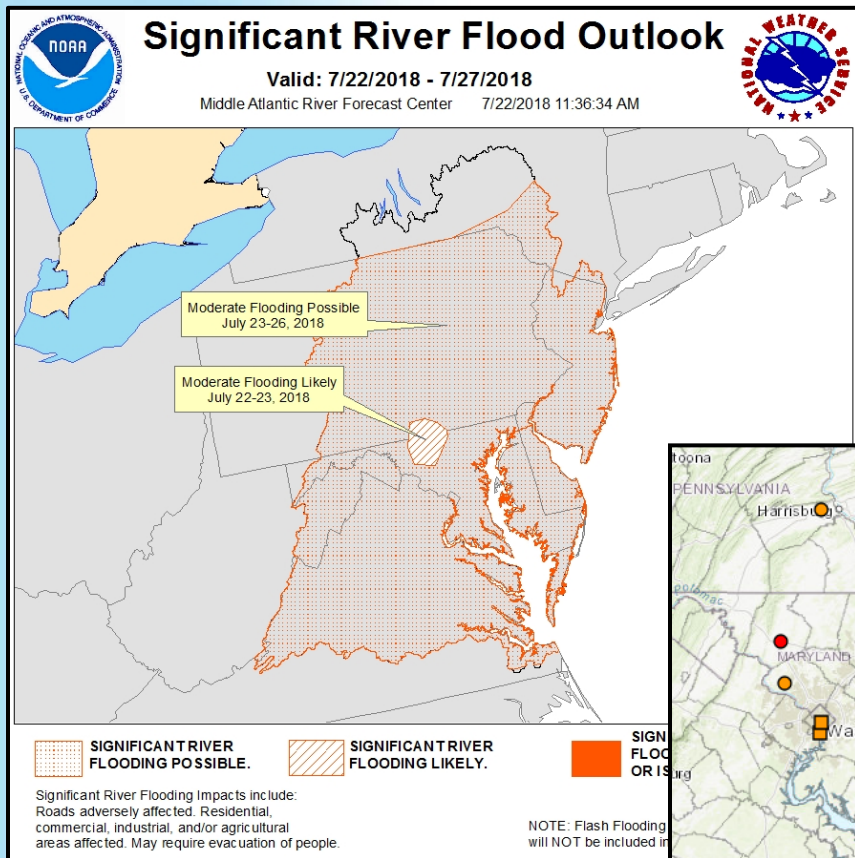 NATIONAL OCEANIC AND ATMOSPHERIC ADMINISTRATION
NOAA
U.S. DEPARTMENT OF COMMERCE
Significant River Flood Outlook
Valid: 7/22/2018 - 7/27/2018
Middle Atlantic River Forecast Center 7/22/2018 11:36:34 AM
NATIONAL WEATHER SERVICE
Moderate Flooding Possible
July 23-26, 2018
Moderate Flooding Likely
July 22-23, 2018
toona
PENNSYLVANIA
Harrisburg
otomac
MARYLAND
Wa
urg
SIGNIFICANT RIVER
FLOODING POSSIBLE.
SIGNIFICANT RIVER
FLOODING LIKELY.
SIGN
FLOO
OR IS
Significant River Flooding Impacts include:
Roads adversely affected. Residential,
commercial, industrial, and/or agricultural
areas affected. May require evacuation of people.
NOTE: Flash Flooding
will NOT be included in